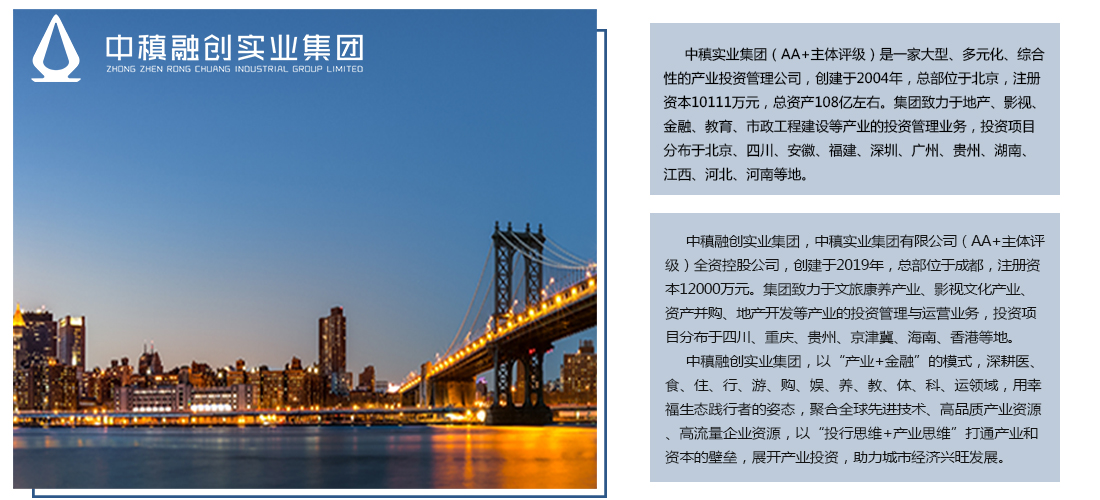 中稹融创实业集团
ZHONG ZHEN RONG CHUANG INDUSTRIAL GROUP LIMITED
中稹实业集团（AA+主体评级）是一家大型、多元化、综合
性的产业投资管理公司，创建于2004年，总部位于北京，注册
资本10111万元，总资产108亿左右。集团致力于地产、影视、
金融、教育、市政工程建设等产业的投资管理业务，投资项目
分布于北京、四川、安徽、福建、深圳、广州、贵州、湖南、
江西、河北、河南等地。
中稹融创实业集团，中稹实业集团有限公司（AA+主体评
级）全资控股公司，创建于2019年，总部位于成都，注册资
本12000万元。集团致力于文旅康养产业、影视文化产业、
资产并购、地产开发等产业的投资管理与运营业务，投资项
目分布于四川、重庆、贵州、京津冀、海南、香港等地。
中稹融创实业集团，以“产业+金融”的模式，深耕医、
食、住、行、游、购、娱、养、教、体、科、运领域，用幸
福生态践行者的姿态，聚合全球先进技术、高品质产业资源
、高流量企业资源，以“投行思维+产业思维”打通产业和
资本的壁垒，展开产业投资，助力城市经济兴旺发展。